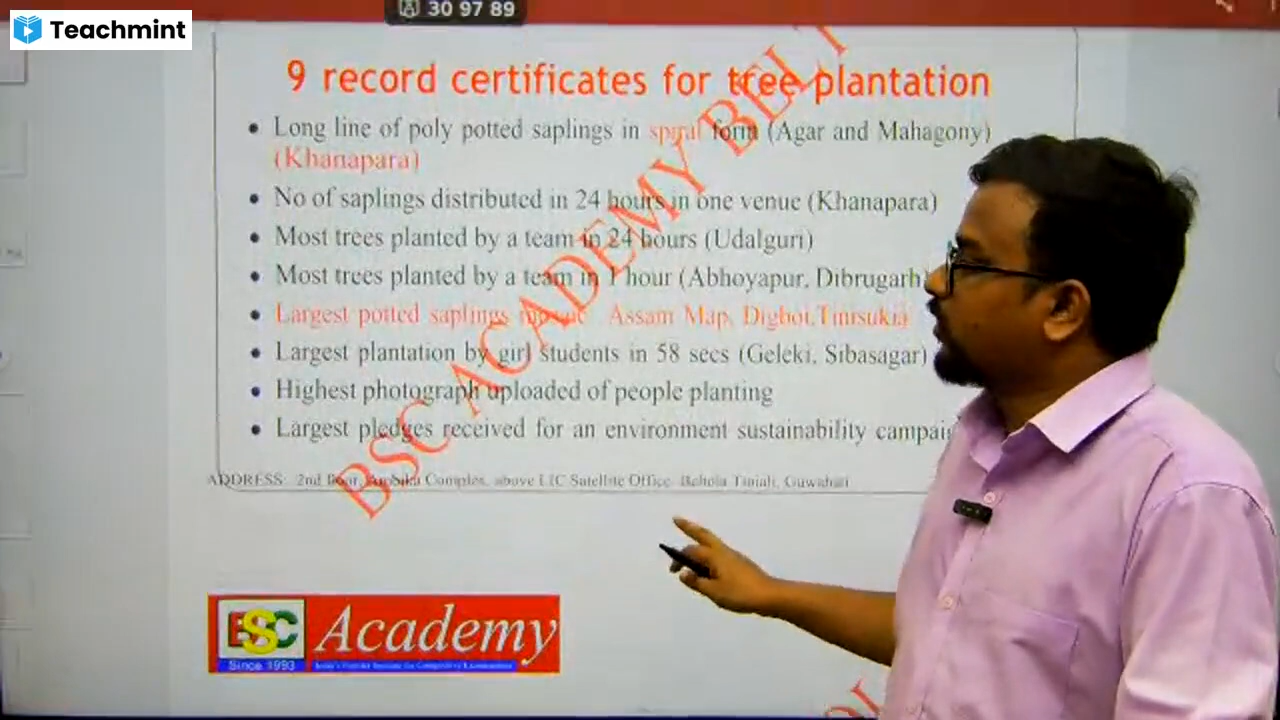 Teachmint
30 97 89
9 record certificates for tree plantation
• Long line of poly potted saplings in spiral form (Agar and Mahagony)
(Khanapara)
• No of saplings distributed in 24 hours in one venue (Khanapara)
• Most trees planted by a team in 24 hours (Udalguri)
• Most trees planted by a team in 1 hour (Abhoyapur, Dibrugarh)
Largest potted saplings Assam Map, Digboi,Tinisukia
• Largest plantation by girl students in 58 secs (Geleki, Sibasagar)
• Highest photograph uploaded of people planting
• Largest pledges received for an environment sustainability
BSC ACADEMY BELT
ADDRESS: 2nd Complex, above LIC Satellite Office, Tiniali, Guwahati
BSC Academy
Since 1993